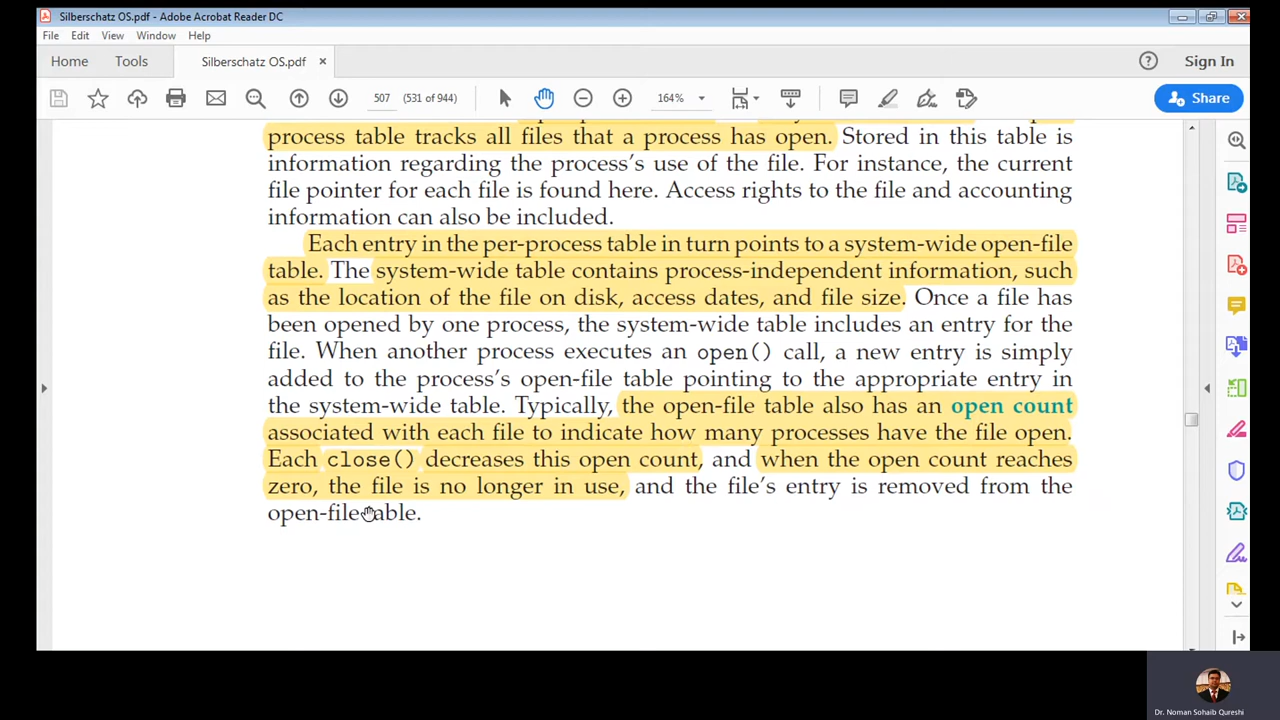 Silberschatz OS.pdf - Adobe Acrobat Reader DC
File Edit View Window Help
Home Tools Silberschatz OS.pdf × Sign In
507 (531 of 944) 164% Share
process table tracks all files that a process has open. Stored in this table is
information regarding the process's use of the file. For instance, the current
file pointer for each file is found here. Access rights to the file and accounting
information can also be included.
Each entry in the per-process table in turn points to a system-wide open-file
table. The system-wide table contains process-independent information, such
as the location of the file on disk, access dates, and file size. Once a file has
been opened by one process, the system-wide table includes an entry for the
file. When another process executes an open() call, a new entry is simply
added to the process's open-file table pointing to the appropriate entry in
the system-wide table. Typically, the open-file table also has an open count
associated with each file to indicate how many processes have the file open.
Each close() decreases this open count, and when the open count reaches
zero, the file is no longer in use, and the file's entry is removed from the
open-file table.
Dr. Noman Sohaib Qureshi